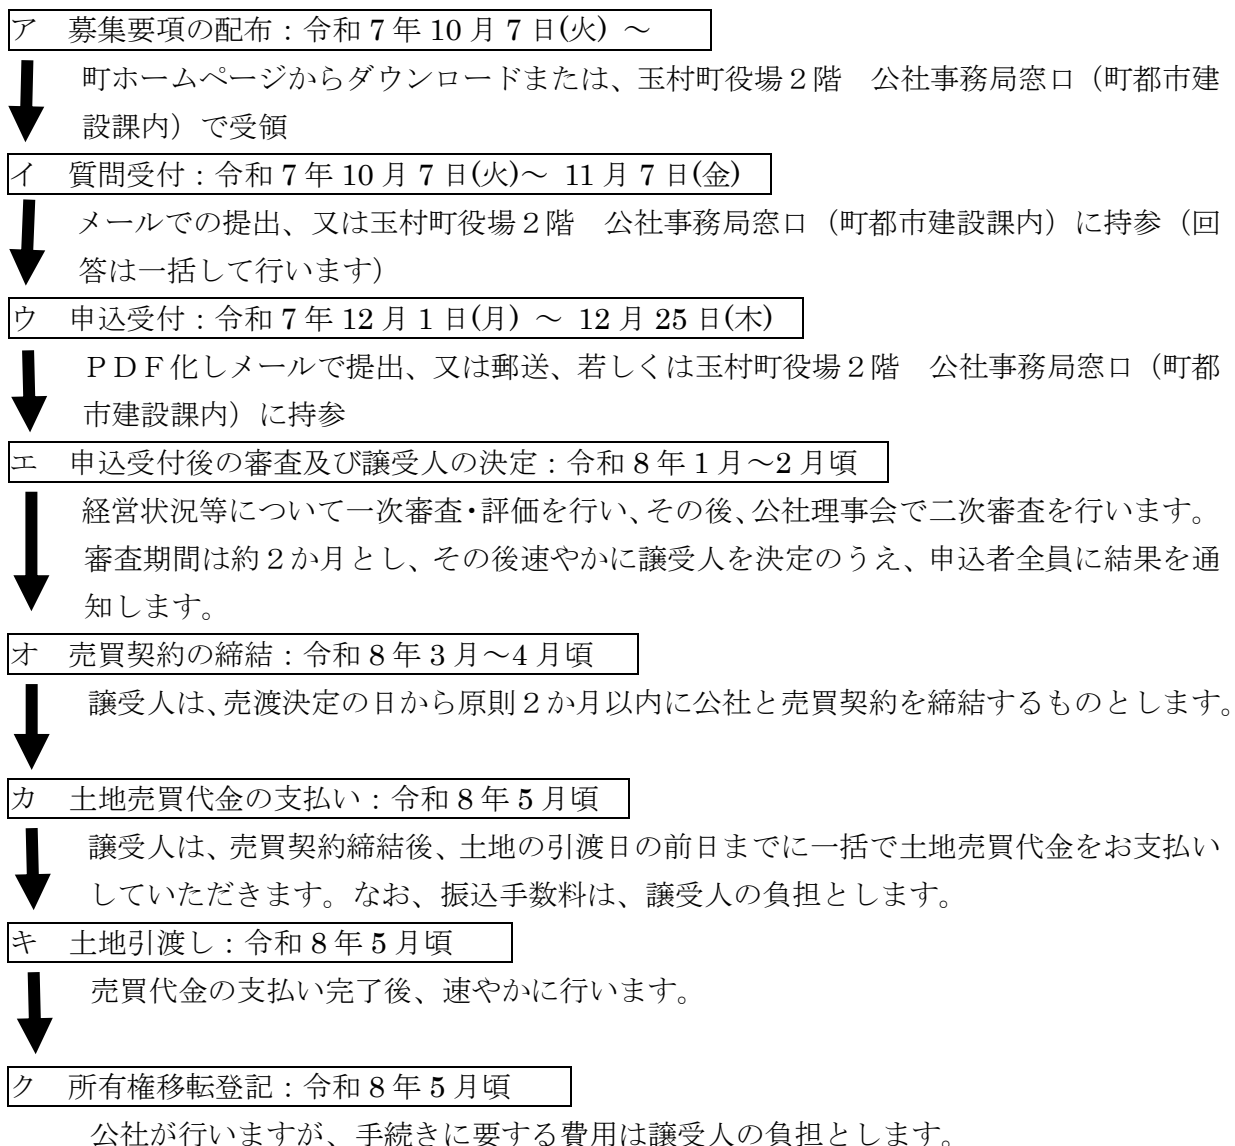 ア　募集要項の配布：令和７年 10 月 7 日(火) ～
町ホームページからダウンロードまたは、玉村町役場２階　公社事務局窓口（町都市建
設課内）で受領
イ　質問受付：令和７年 10 月 7 日(火)～ 11 月 7 日(金)
メールでの提出、又は玉村町役場２階　公社事務局窓口（町都市建設課内）に持参（回
答は一括して行います）
ウ　申込受付：令和７年 12 月 1 日(月) ～ 12 月 25 日(木)
ＰＤＦ化しメールで提出、又は郵送、若しくは玉村町役場２階　公社事務局窓口（町都
市建設課内）に持参
エ　申込受付後の審査及び譲受人の決定：令和 8 年 1 月～2 月頃
経営状況等について一次審査・評価を行い、その後、公社理事会で二次審査を行います。
審査期間は約２か月とし、その後速やかに譲受人を決定のうえ、申込者全員に結果を通
知します。
オ　売買契約の締結：令和 8 年 3 月～4 月頃
譲受人は、売渡決定の日から原則２か月以内に公社と売買契約を締結するものとします。
カ　土地売買代金の支払い：令和 8 年 5 月頃
譲受人は、売買契約締結後、土地の引渡日の前日までに一括で土地売買代金をお支払い
していただきます。なお、振込手数料は、譲受人の負担とします。
キ　土地引渡し：令和 8 年 5 月頃
売買代金の支払い完了後、速やかに行います。
ク　所有権移転登記：令和 8 年 5 月頃
公社が行いますが、手続きに要する費用は譲受人の負担とします。